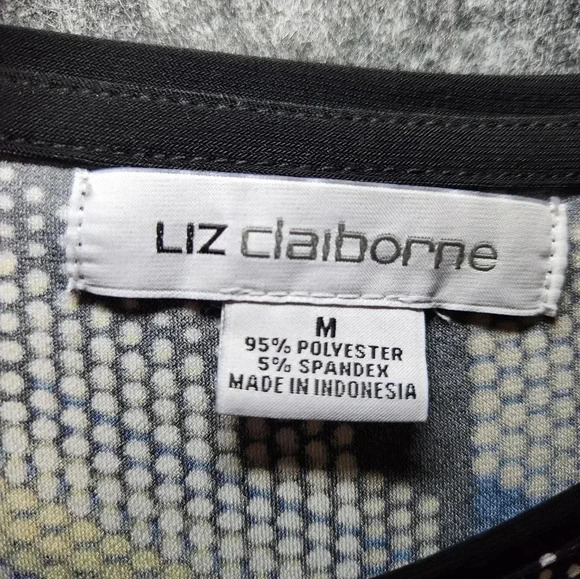 LIZ claiborne
M
95% POLYESTER
5% SPANDEX
MADE IN INDONESIA